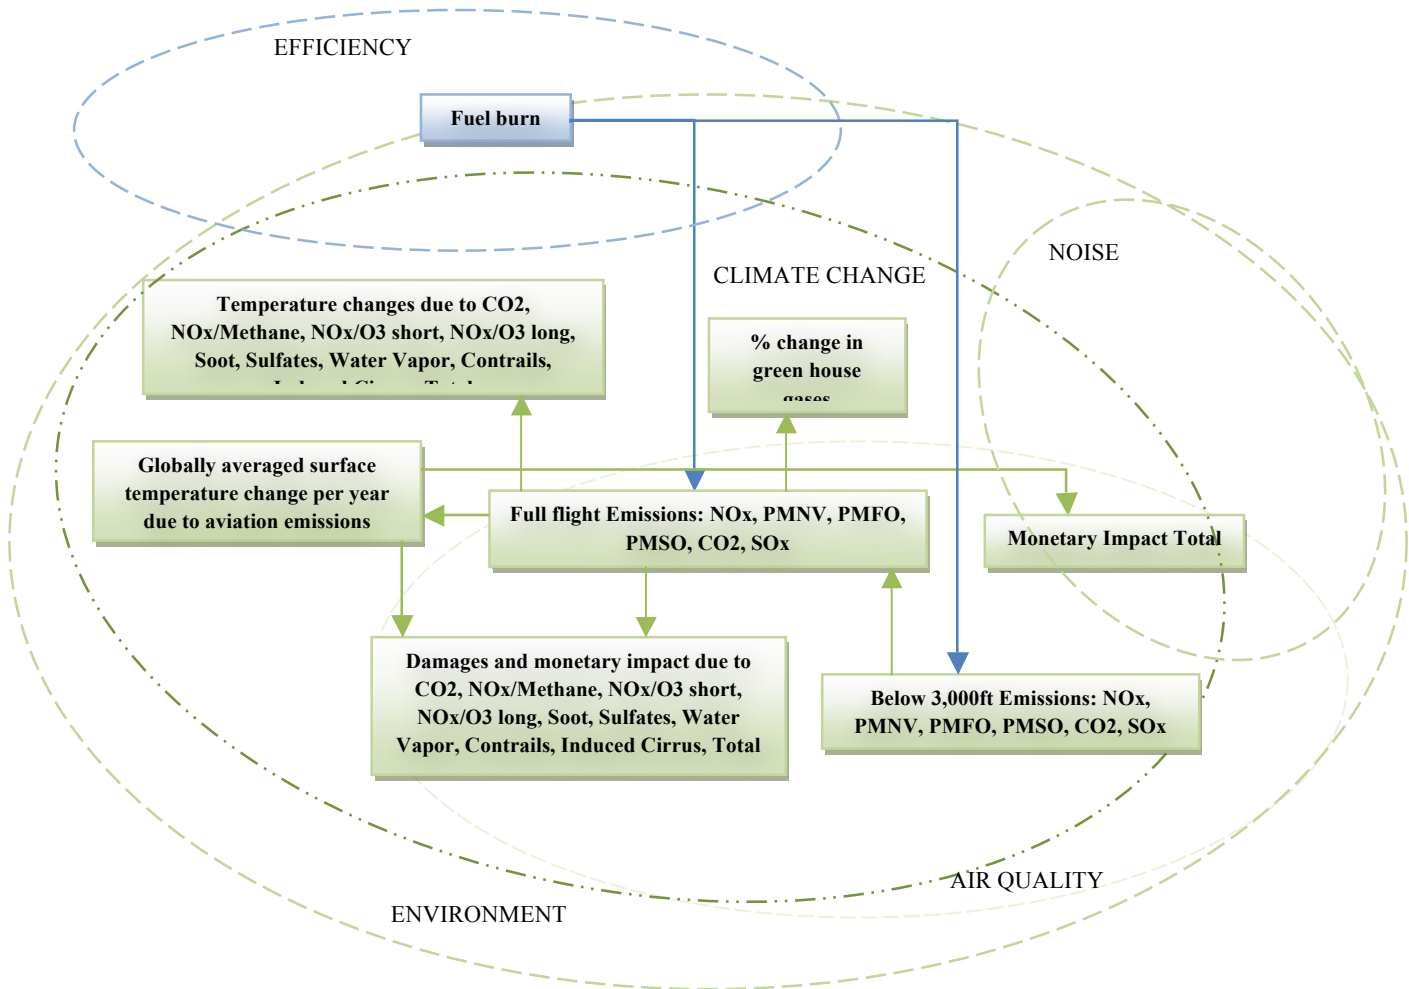 EFFICIENCY
Fuel burn
NOISE
CLIMATE CHANGE
Temperature changes due to CO2,
NOx/Methane, NOx/O3 short, NOx/O3 long,
Soot, Sulfates, Water Vapor, Contrails,
% change in
green house
gases
Globally averaged surface
temperature change per year
due to aviation emissions
Full flight Emissions: NOx, PMNV, PMFO,
PMSO, CO2, SOx
Monetary Impact Total
Damages and monetary impact due to
CO2, NOx/Methane, NOx/O3 short,
NOx/O3 long, Soot, Sulfates, Water
Vapor, Contrails, Induced Cirrus, Total
Below 3,000ft Emissions: NOx,
PMNV, PMFO, PMSO, CO2, SOx
AIR QUALITY
ENVIRONMENT